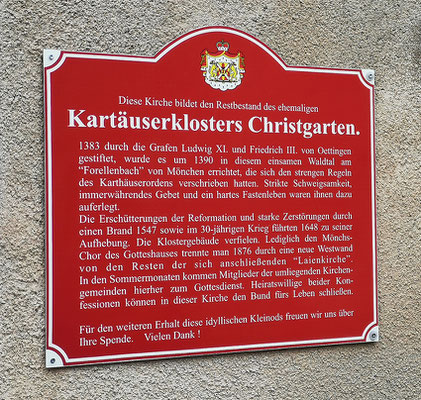 Diese Kirche bildet den Restbestand des ehemaligen
Kartäuserklosters Christgarten.
1383 durch die Grafen Ludwig XI. und Friedrich III. von Oettingen
gestiftet, wurde es um 1390 in diesem einsamen Waldtal am
“Forellenbach” von Mönchen errichtet, die sich den strengen Regeln
des Karthäuserordens verschrieben hatten. Strikte Schweigsamkeit,
immerwährendes Gebet und ein hartes Fastenleben waren ihnen dazu
auferlegt.
Die Erschütterungen der Reformation und starke Zerstörungen durch
einen Brand 1547 sowie im 30-jährigen Krieg führten 1648 zu seiner
Aufhebung. Die Klostergebäude verfielen. Lediglich den Mönchs-
Chor des Gotteshauses trennte man 1876 durch eine neue Westwand
von den Resten der sich anschließenden “Laienkirche”.
In den Sommermonaten kommen Mitglieder der umliegenden Kirchen-
gemeinden hierher zum Gottesdienst. Heiratswillige beider Kon-
fessionen können in dieser Kirche den Bund fürs Leben schließen.
Für den weiteren Erhalt diese idyllischen Kleinods freuen wir uns über
Ihre Spende. Vielen Dank !